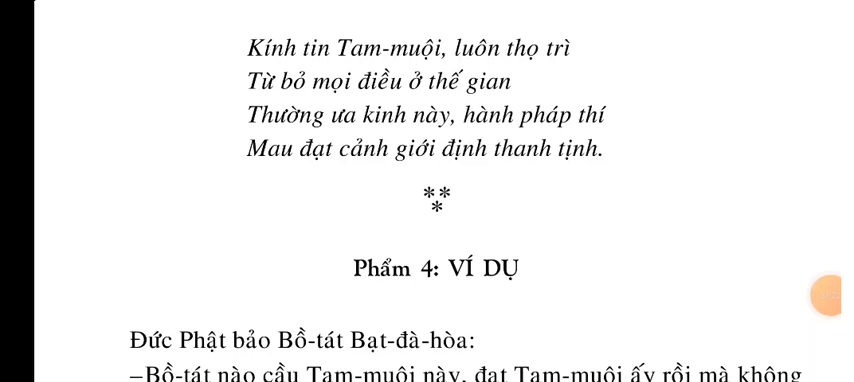 Kính tin Tam-muội, luôn thọ trì
Từ bỏ mọi điều ở thế gian
Thường ưa kinh này, hành pháp thí
Mau đạt cảnh giới định thanh tịnh.
**
*
Phẩm 4: VÍ DỤ
Đức Phật bảo Bồ-tát Bạt-đà-hòa:
–Bồ-tát nào cầu Tam-muội này, đạt Tam-muội ấy rồi mà không